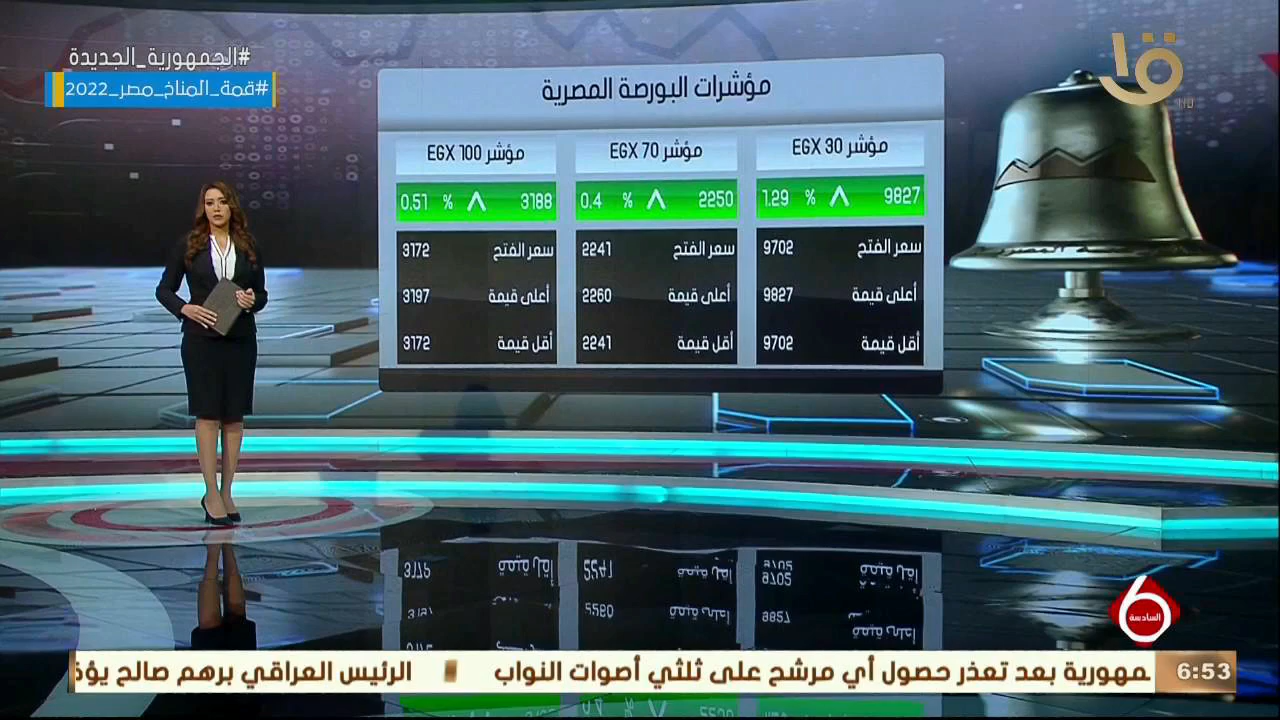 #الجمهورية_الجديدة
#قمة_المناخ_مصر_2022
مؤشرات البورصة المصرية
مؤشر EGX 30
9827 % 1.29
سعر الفتح 9702
أعلى قيمة 9827
أقل قيمة 9702
مؤشر EGX 70
2250 % 0.4
سعر الفتح 2241
أعلى قيمة 2260
أقل قيمة 2241
مؤشر EGX 100
3188 % 0.51
سعر الفتح 3172
أعلى قيمة 3197
أقل قيمة 3172
6 السادسة
6:53
بعد تعذر حصول أي مرشح على ثلثي أصوات النواب
الرئيس العراقي برهم صالح